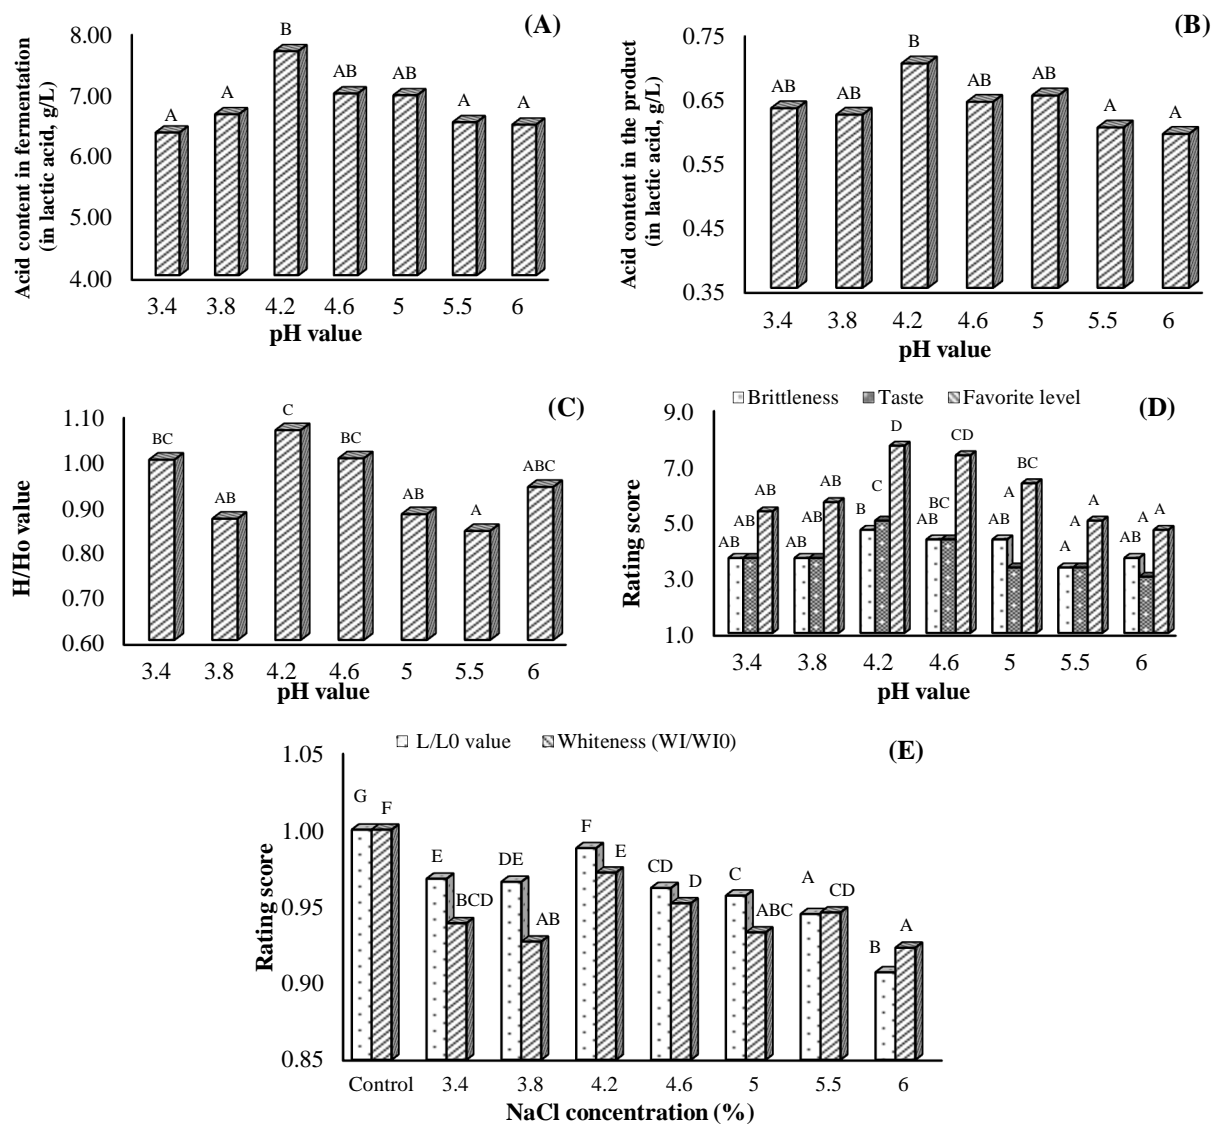 (A)
Acid content in fermentation
(in lactic acid, g/L)
8.00
7.00
6.00
5.00
4.00
A A B AB AB A A
3.4 3.8 4.2 4.6 5 5.5 6
pH value
(B)
Acid content in the product
(in lactic acid, g/L)
0.75
0.65
0.55
0.45
0.35
AB AB B AB AB A A
3.4 3.8 4.2 4.6 5 5.5 6
pH value
(C)
H/Ho value
1.10
1.00
0.90
0.80
0.70
0.60
BC AB C BC AB A ABC
3.4 3.8 4.2 4.6 5 5.5 6
pH value
Brittleness Taste Favorite level
(D)
Rating score
9.0
7.0
5.0
3.0
1.0
AB AB AB AB AB AB B C D AB BC CD AB A BC A A A AB A A
3.4 3.8 4.2 4.6 5 5.5 6
pH value
L/L0 value Whiteness (WI/WI0)
(E)
Rating score
1.05
1.00
0.95
0.90
0.85
G F E BCD DE AB F E CD D C ABC A CD B A
Control 3.4 3.8 4.2 4.6 5 5.5 6
NaCl concentration (%)